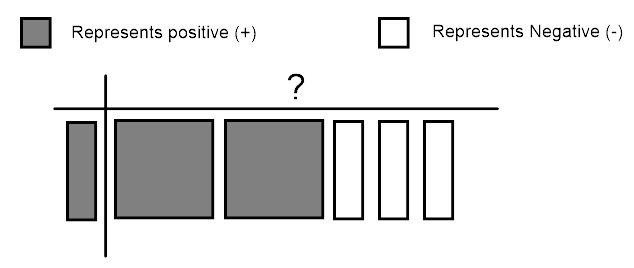 Represents positive (+)
Represents Negative (-)
?